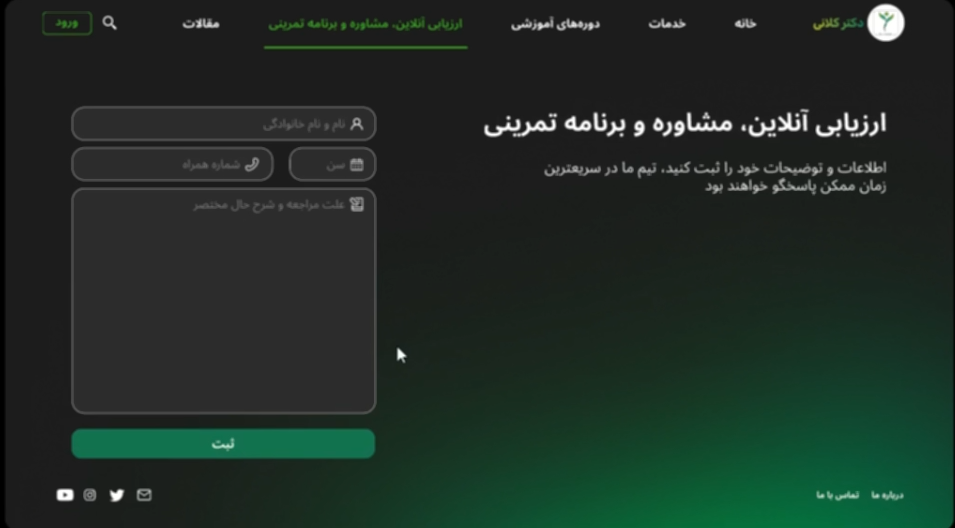 دکتر کلانی
خانه
خدمات
دوره‌های آموزشی
ارزیابی آنلاین، مشاوره و برنامه تمرینی
مقالات
ورود
ارزیابی آنلاین، مشاوره و برنامه تمرینی
اطلاعات و توضیحات خود را ثبت کنید، تیم ما در سریعترین
زمان ممکن پاسخگو خواهند بود
نام و نام خانوادگی
سن
شماره همراه
علت مراجعه و شرح حال مختصر
ثبت
درباره ما
تماس با ما